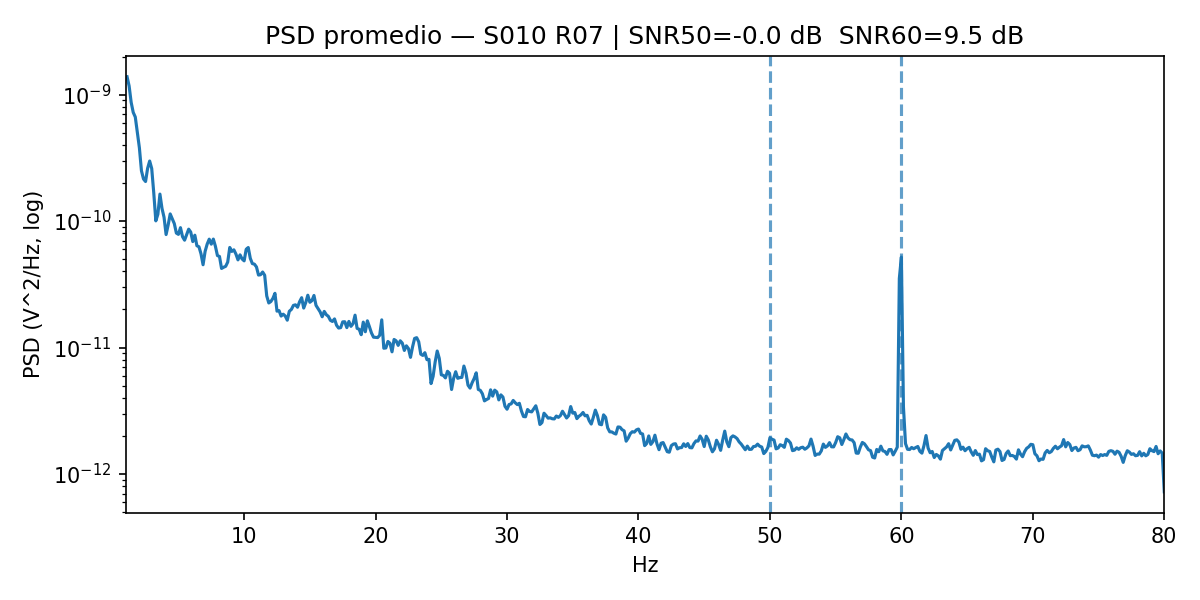 PSD promedio — S010 R07 | SNR50=-0.0 dB  SNR60=9.5 dB
PSD (V^2/Hz, log)
10⁻⁹
10⁻¹⁰
10⁻¹¹
10⁻¹²
10 20 30 40 50 60 70 80
Hz